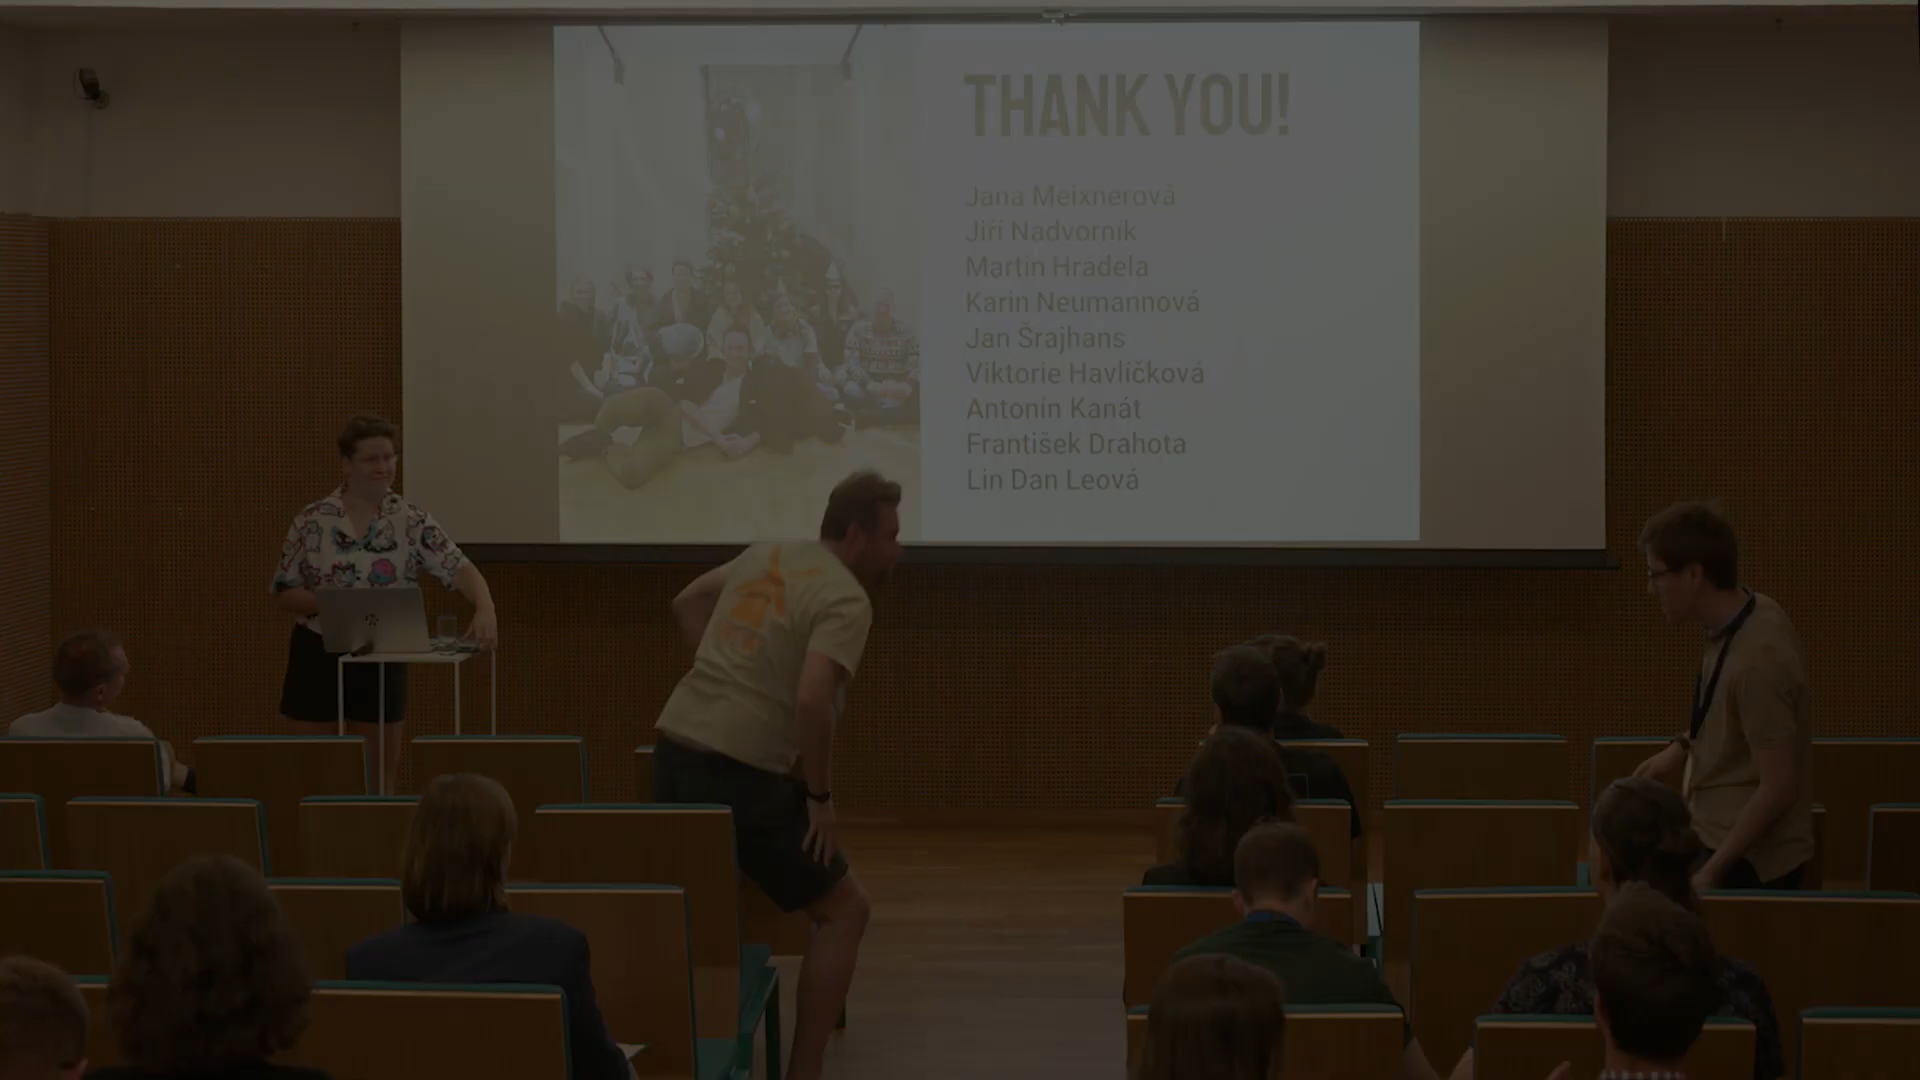 THANK YOU!
Jana Meixnerová
Jiří Nadvorník
Martin Hradela
Karin Neumannová
Jan Šrajhans
Viktorie Havlíčková
Antonín Kanát
František Drahota
Lin Dan Leová